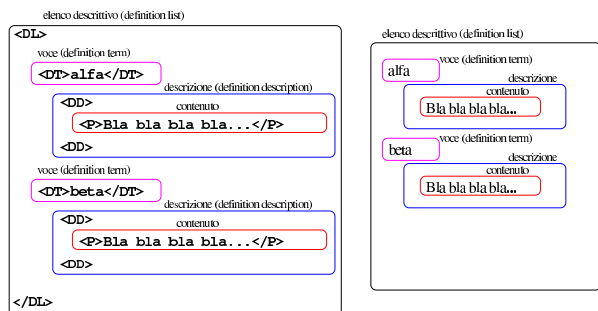 elenco descrittivo (definition list)
<DL>
voce (definition term)
<DT>alfa</DT>
descrizione (definition description)
<DD>
contenuto
<P>Bla bla bla bla...</P>
<DD>
voce (definition term)
<DT>beta</DT>
descrizione (definition description)
<DD>
contenuto
<P>Bla bla bla bla...</P>
<DD>
</DL>
elenco descrittivo (definition list)
voce (definition term)
alfa
descrizione
contenuto
Bla bla bla bla...
voce (definition term)
beta
descrizione
contenuto
Bla bla bla bla...